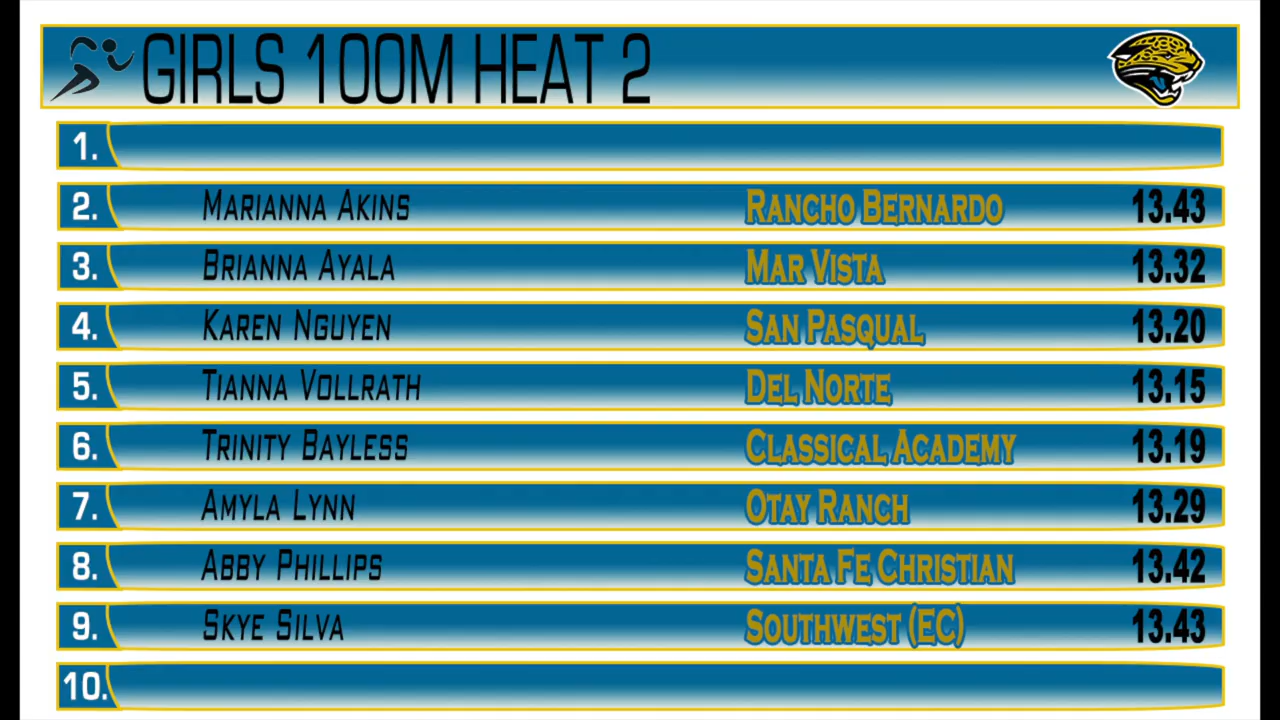 GIRLS 100M HEAT 2
1.
2. MARIANNA AKINS RANCHO BERNARDO 13.43
3. BRIANNA AYALA MAR VISTA 13.32
4. KAREN NGUYEN SAN PASQUAL 13.20
5. TIANNA VOLLRATH DEL NORTE 13.15
6. TRINITY BAYLESS CLASSICAL ACADEMY 13.19
7. AMYLA LYNN OTAY RANCH 13.29
8. ABBY PHILLIPS SANTA FE CHRISTIAN 13.42
9. SKYE SILVA SOUTHWEST (EC) 13.43
10.